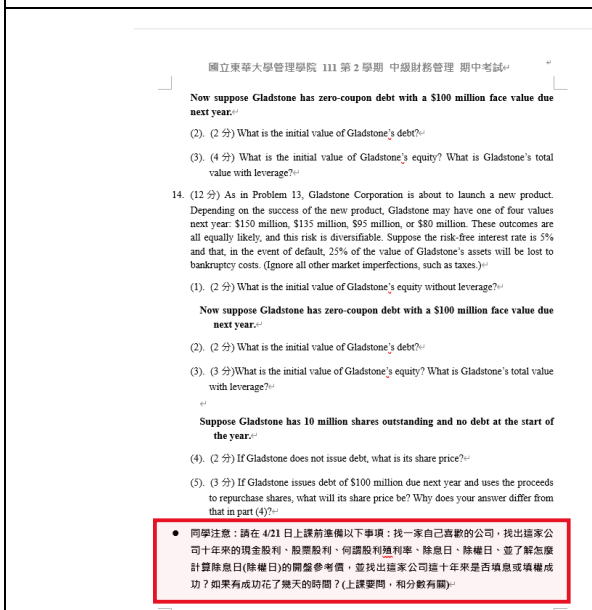 國立東華大學管理學院 111 第 2 學期 中級財務管理 期中考試↵
Now suppose Gladstone has zero-coupon debt with a $100 million face value due
next year.↵
(2). (2 分) What is the initial value of Gladstone's debt?↵
(3). (4 分) What is the initial value of Gladstone's equity? What is Gladstone's total
value with leverage?↵
14. (12 分) As in Problem 13, Gladstone Corporation is about to launch a new product.
Depending on the success of the new product, Gladstone may have one of four values
next year: $150 million, $135 million, $95 million, or $80 million. These outcomes are
all equally likely, and this risk is diversifiable. Suppose the risk-free interest rate is 5%
and that, in the event of default, 25% of the value of Gladstone's assets will be lost to
bankruptcy costs. (Ignore all other market imperfections, such as taxes.)↵
(1). (2 分) What is the initial value of Gladstone's equity without leverage?↵
Now suppose Gladstone has zero-coupon debt with a $100 million face value due
next year.↵
(2). (2 分) What is the initial value of Gladstone's debt?↵
(3). (3 分)What is the initial value of Gladstone's equity? What is Gladstone's total value
with leverage?↵
↵
Suppose Gladstone has 10 million shares outstanding and no debt at the start of
the year.↵
(4). (2 分) If Gladstone does not issue debt, what is its share price?↵
(5). (3 分) If Gladstone issues debt of $100 million due next year and uses the proceeds
to repurchase shares, what will its share price be? Why does your answer differ from
that in part (4)?↵
● 同學注意：請在 4/21 日上課前準備以下事項：找一家自己喜歡的公司，找出這家公
司十年來的現金股利、股票股利、何謂股利殖利率、除息日、除權日、並了解怎麼
計算除息日(除權日)的開盤參考價，並找出這家公司這十年來是否填息或填權成
功？如果有成功花了幾天的時間？(上課要問，和分數有關)↵